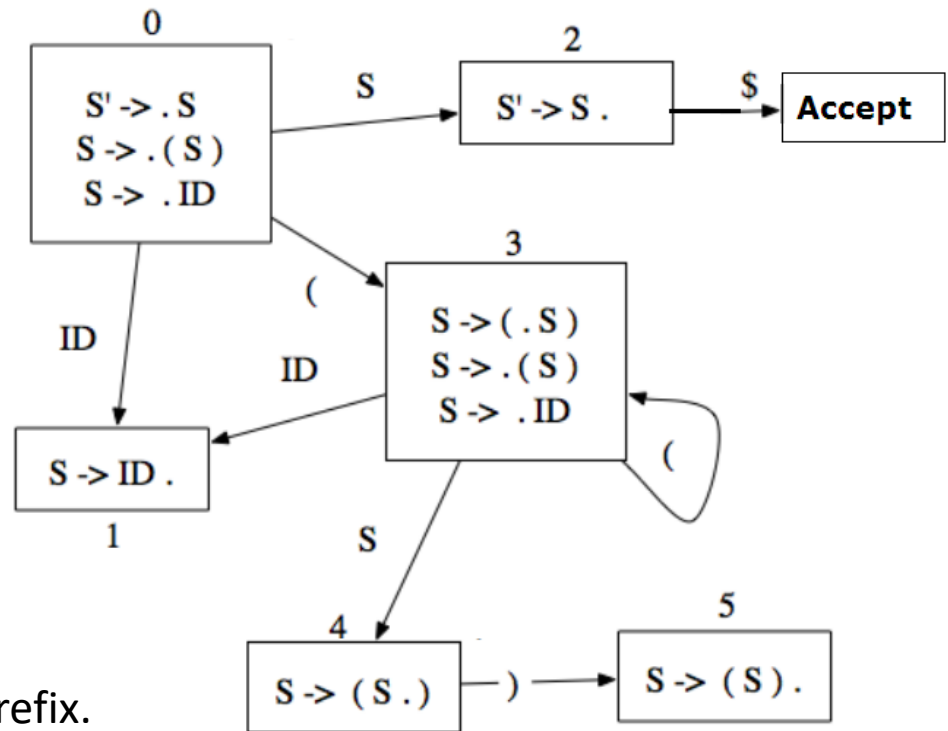 0
S' -> . S
S -> . ( S )
S -> . ID
S
2
S' -> S .
$
Accept
(
3
S -> ( . S )
S -> . ( S )
S -> . ID
ID
ID
(
S -> ID .
1
S
4
S -> ( S . )
)
5
S -> ( S ) .
refix.